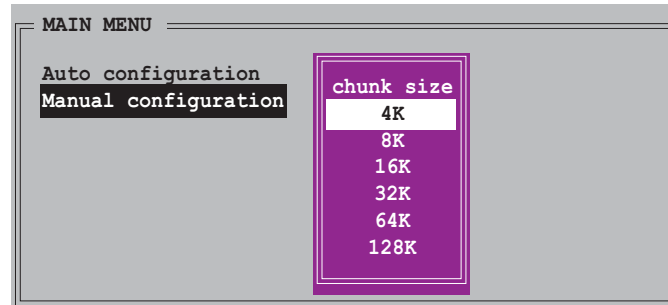 MAIN MENU
Auto configuration
Manual configuration
chunk size
4K
8K
16K
32K
64K
128K